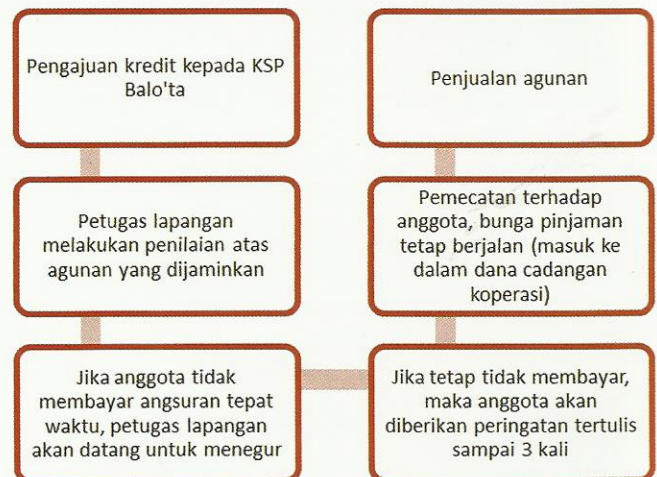 Pengajuan kredit kepada KSP
Balo'ta
Petugas lapangan
melakukan penilaian atas
agunan yang dijaminkan
Jika anggota tidak
membayar angsuran tepat
waktu, petugas lapangan
akan datang untuk menegur
Jika tetap tidak membayar,
maka anggota akan
diberikan peringatan tertulis
sampai 3 kali
Pemecatan terhadap
anggota, bunga pinjaman
tetap berjalan (masuk ke
dalam dana cadangan
koperasi)
Penjualan agunan